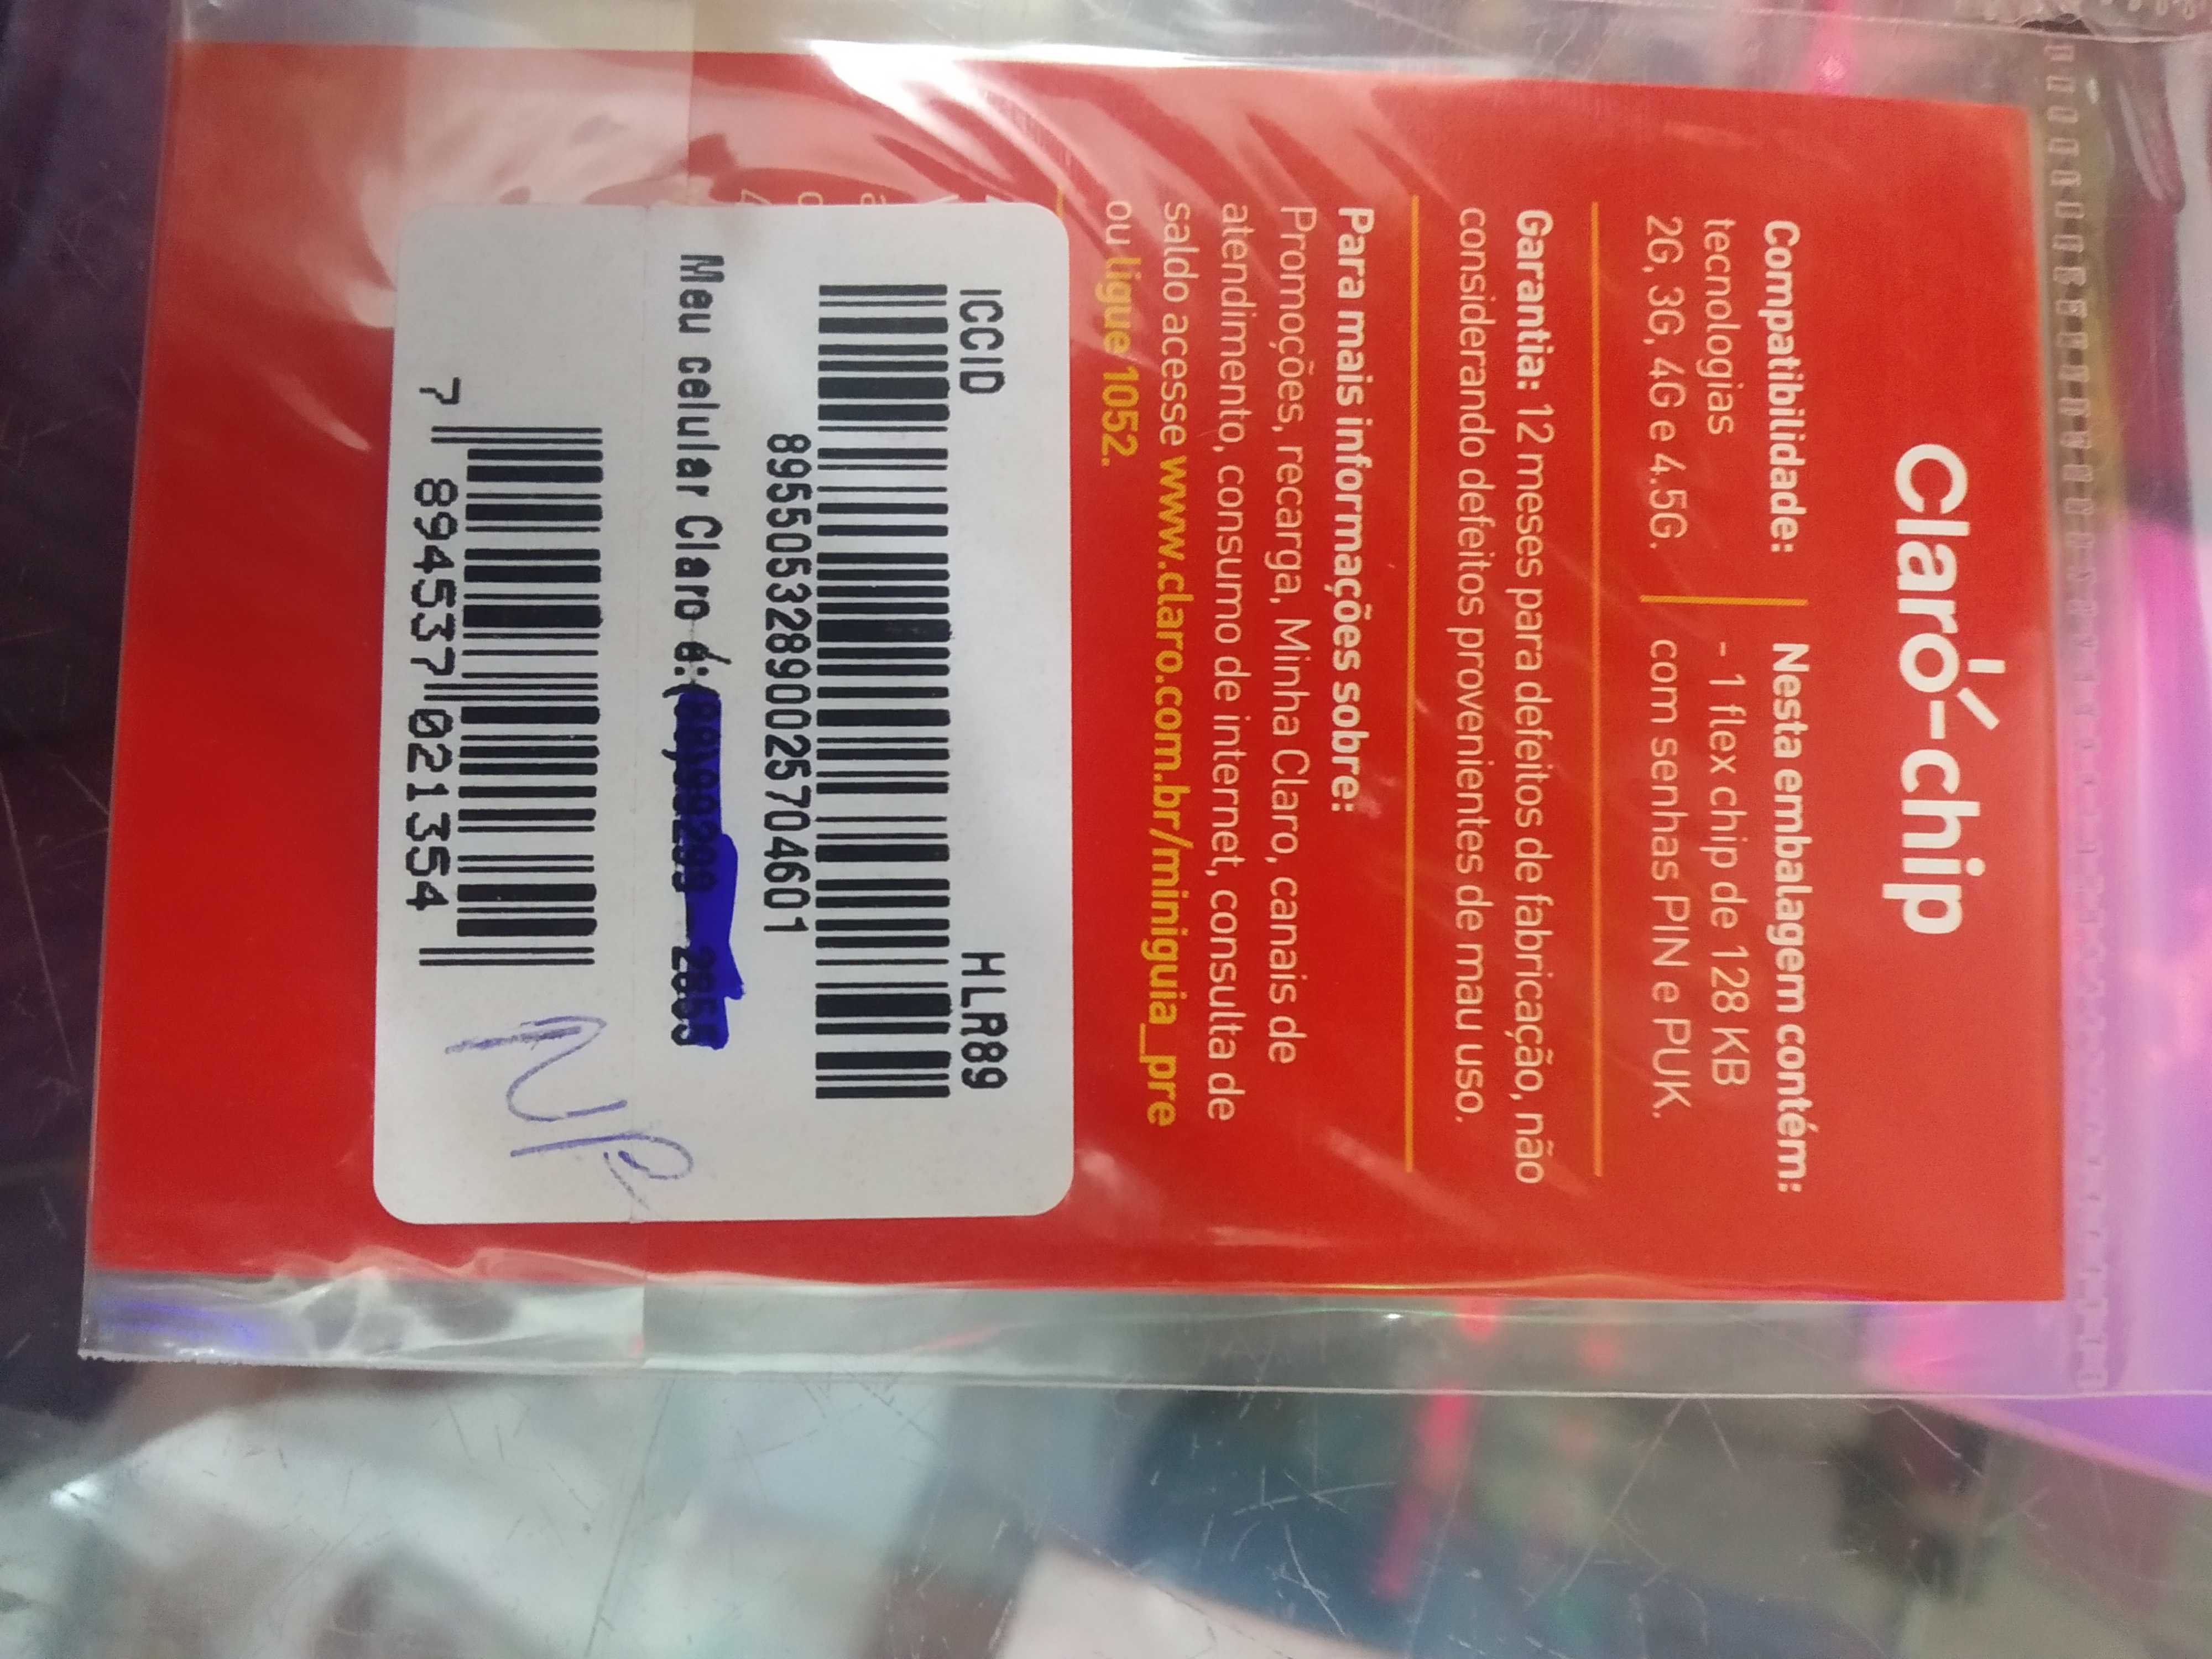 Claro-chip
Compatibilidade:
tecnologias
2G, 3G, 4G e 4.5G.
Nesta embalagem contém:
- 1 flex chip de 128 KB
com senhas PIN e PUK.
Garantia: 12 meses para defeitos de fabricação, não
considerando defeitos provenientes de mau uso.
Para mais informações sobre:
Promoções, recarga, Minha Claro, canais de
atendimento, consumo de internet, consulta de
saldo acesse www.claro.com.br/miniguia_pre
ou ligue 1052.
ICCID HLR89
89550532890025704601
Meu celular Claro é:(
7 894537 021354
NP